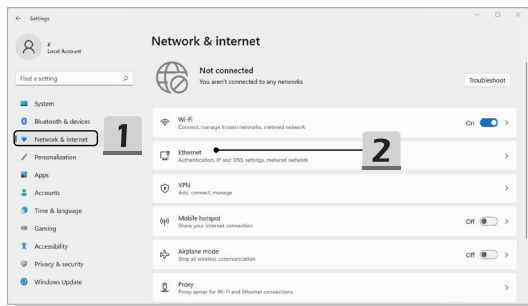 Settings
z
Local Account
Find a setting
System
Bluetooth & devices
Network & internet
Personalization
Apps
Accounts
Time & language
Gaming
Accessibility
Privacy & security
Windows Update
1
Network & internet
Not connected
You aren't connected to any networks
Troubleshoot
Wi-Fi
Connect, manage known networks, metered network
On
Ethernet
Authentication, IP and DNS settings, metered network
2
VPN
Add, connect, manage
Mobile hotspot
Share your internet connection
Off
Airplane mode
Stop all wireless communication
Off
Proxy
Proxy server for Wi-Fi and Ethernet connections